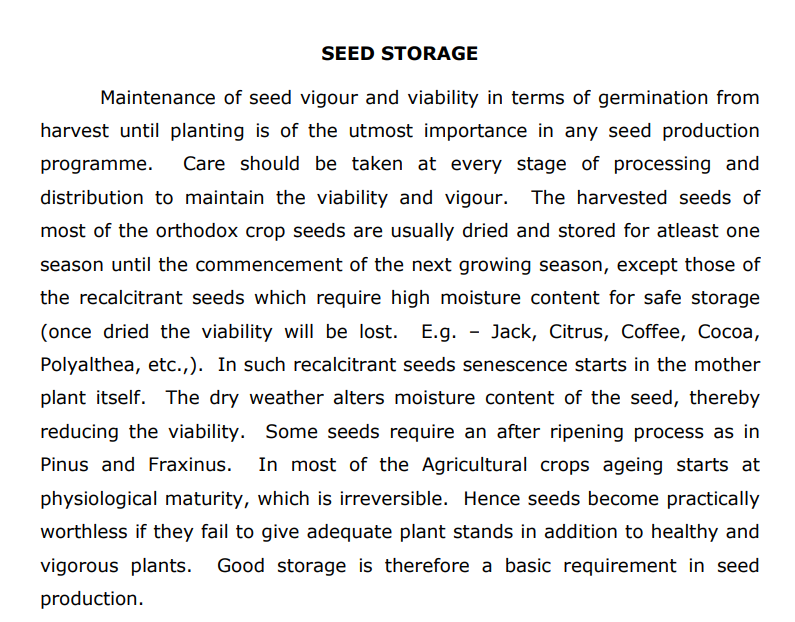 SEED STORAGE
Maintenance of seed vigour and viability in terms of germination from
harvest until planting is of the utmost importance in any seed production
programme. Care should be taken at every stage of processing and
distribution to maintain the viability and vigour. The harvested seeds of
most of the orthodox crop seeds are usually dried and stored for atleast one
season until the commencement of the next growing season, except those of
the recalcitrant seeds which require high moisture content for safe storage
(once dried the viability will be lost. E.g. – Jack, Citrus, Coffee, Cocoa,
Polyalthea, etc.,). In such recalcitrant seeds senescence starts in the mother
plant itself. The dry weather alters moisture content of the seed, thereby
reducing the viability. Some seeds require an after ripening process as in
Pinus and Fraxinus. In most of the Agricultural crops ageing starts at
physiological maturity, which is irreversible. Hence seeds become practically
worthless if they fail to give adequate plant stands in addition to healthy and
vigorous plants. Good storage is therefore a basic requirement in seed
production.